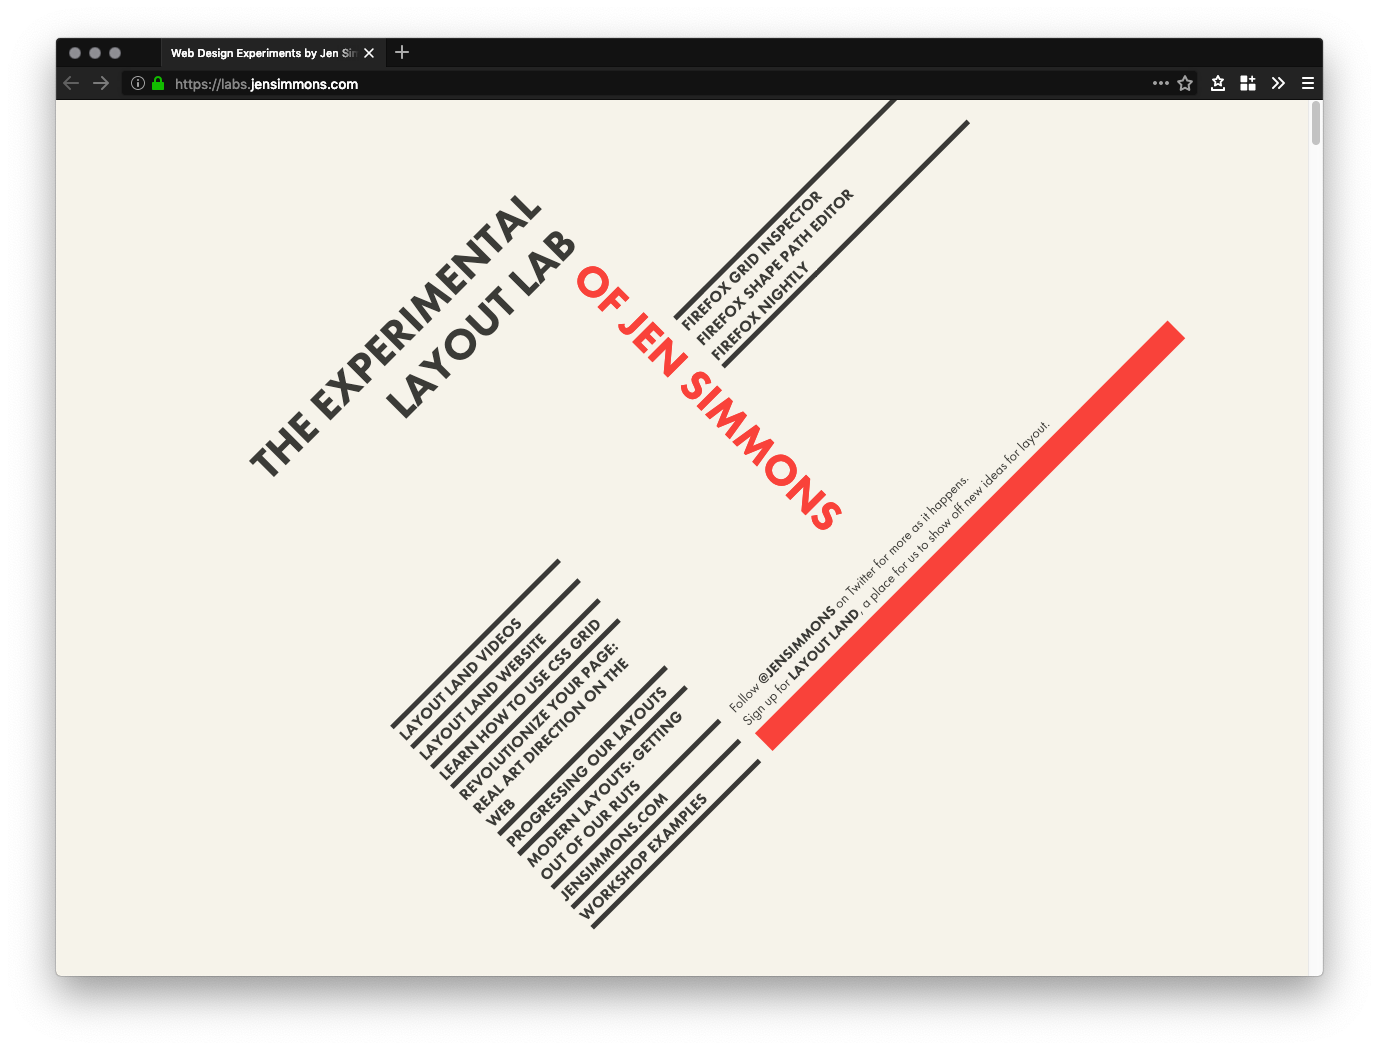 Web Design Experiments by Jen Sim
https://labs.jensimmons.com
THE EXPERIMENTAL
LAYOUT LAB
OF JEN SIMMONS
FIREFOX GRID INSPECTOR
FIREFOX SHAPE PATH EDITOR
FIREFOX NIGHTLY
Follow @JENSIMMONS on Twitter for more as it happens.
Sign up for LAYOUT LAND, a place for us to show off new ideas for layout.
LAYOUT LAND VIDEOS
LAYOUT LAND WEBSITE
LEARN HOW TO USE CSS GRID
REVOLUTIONIZE YOUR PAGE:
REAL ART DIRECTION ON THE
WEB
PROGRESSING OUR LAYOUTS
MODERN LAYOUTS: GETTING
OUT OF OUR RUTS
JENSIMMONS.COM
WORKSHOP EXAMPLES